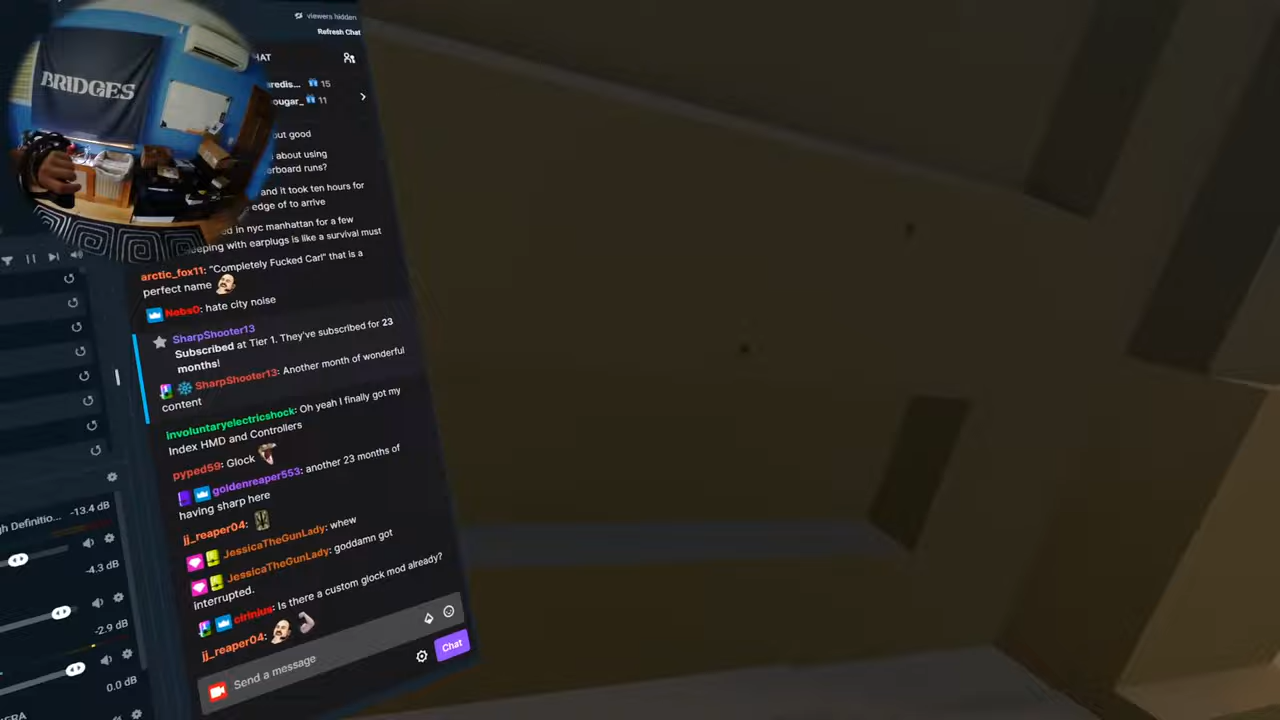 viewers hidden
Refresh Chat
HAT
BRIDGES
aredis... 15
ougar_ 11
out good
about using
erboard runs?
and it took ten hours for
edge of to arrive
ed in nyc manhattan for a few
eeping with earplugs is like a survival must
arctic_fox11: "Completely Fucked Carl" that is a
perfect name
Nebs0: hate city noise
SharpShooter13
Subscribed at Tier 1. They've subscribed for 23
months!
SharpShooter13: Another month of wonderful
content
involuntaryelectricshock: Oh yeah I finally got my
Index HMD and Controllers
pyped59: Glock
goldenreaper553: another 23 months of
having sharp here
jj_reaper04:
JessicaTheGunLady: whew
JessicaTheGunLady: goddamn got
interrupted.
cirinius: Is there a custom glock mod already?
jj_reaper04:
Send a message
Chat
gh Definitio... -13.4 dB
-4.3 dB
-2.9 dB
0.0 dB
ERA